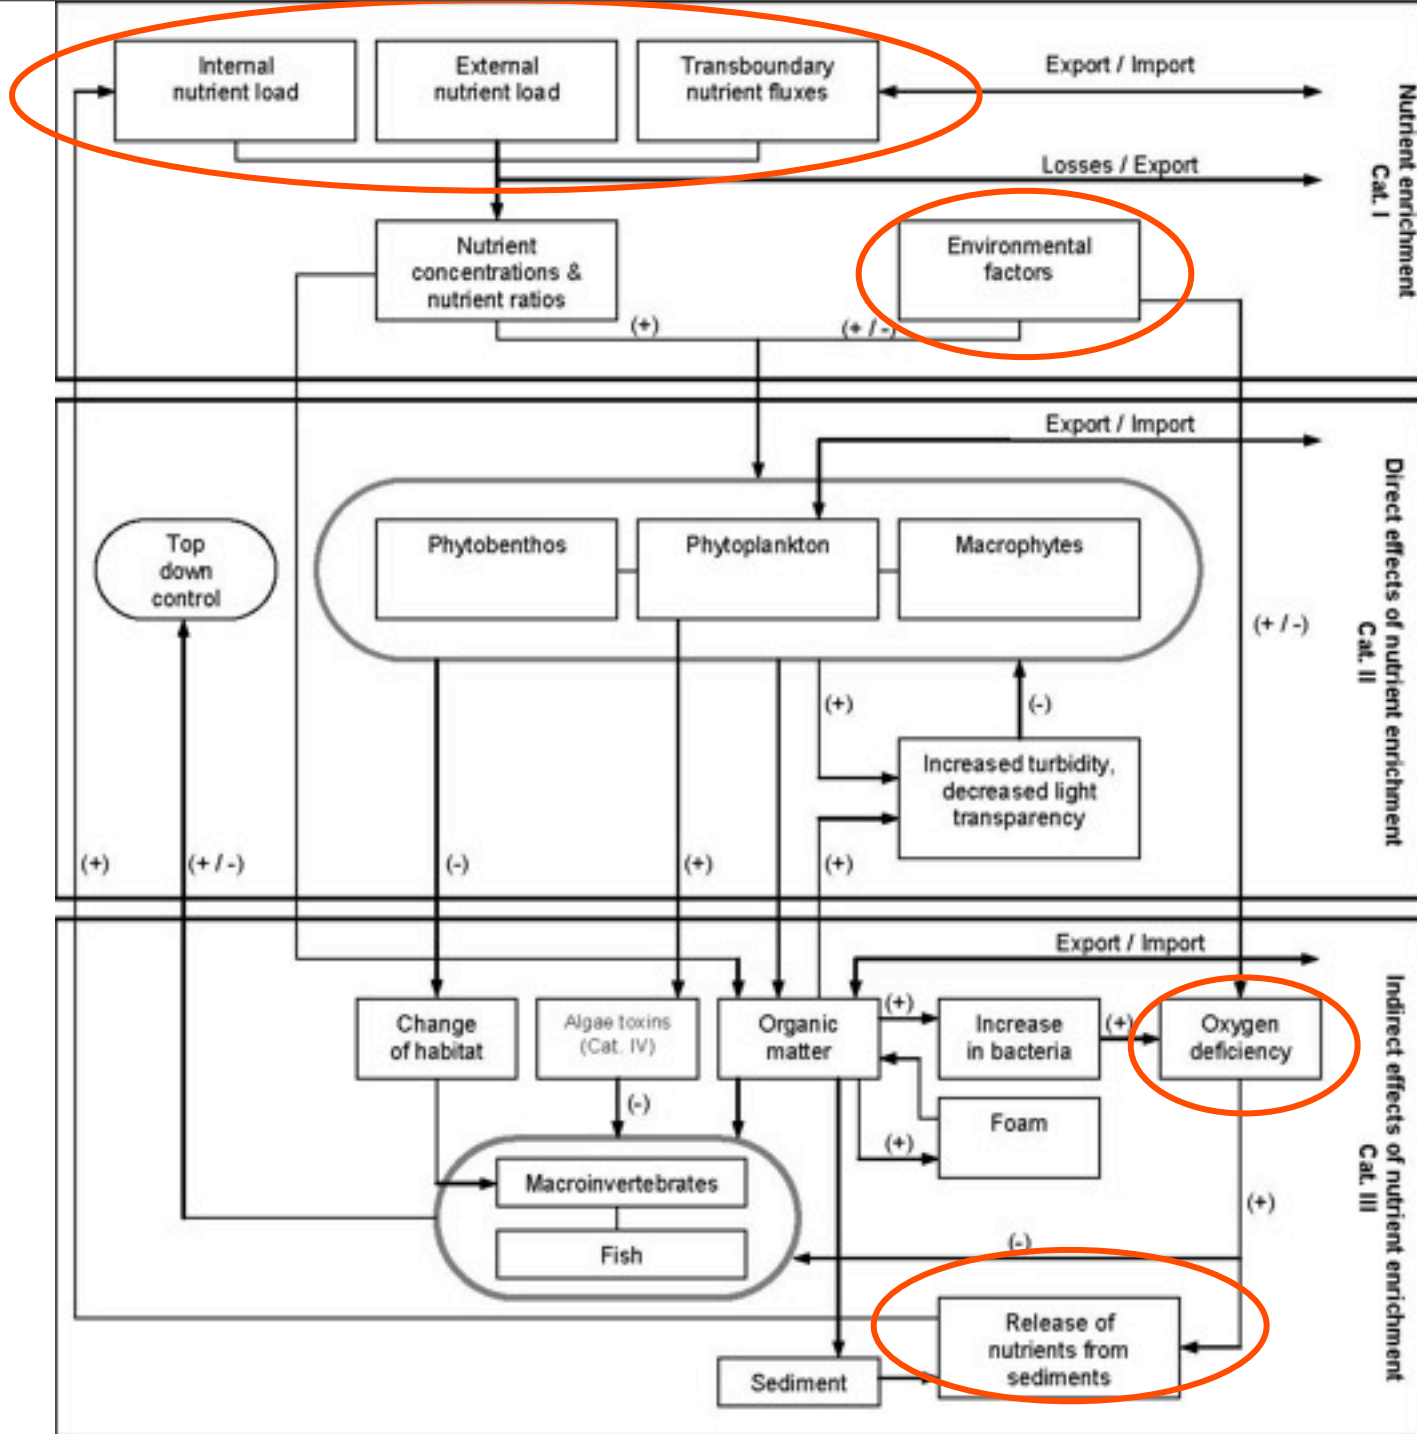 Internal
nutrient load
External
nutrient load
Transboundary
nutrient fluxes
Export / Import
Losses / Export
Nutrient enrichment
Cat. I
Nutrient
concentrations &
nutrient ratios
Environmental
factors
(+)
(+ / -)
Export / Import
Direct effects of nutrient enrichment
Cat. II
Top
down
control
Phytobenthos
Phytoplankton
Macrophytes
(+ / -)
(+)
(-)
Increased turbidity,
decreased light
transparency
(+)
(+ / -)
(-)
(+)
(+)
Export / Import
Indirect effects of nutrient enrichment
Cat. III
Change
of habitat
Algae toxins
(Cat. IV)
Organic
matter
(+)
Increase
in bacteria
(+)
Oxygen
deficiency
(-)
Foam
(+)
Macroinvertebrates
Fish
(+)
(-)
Release of
nutrients from
sediments
Sediment